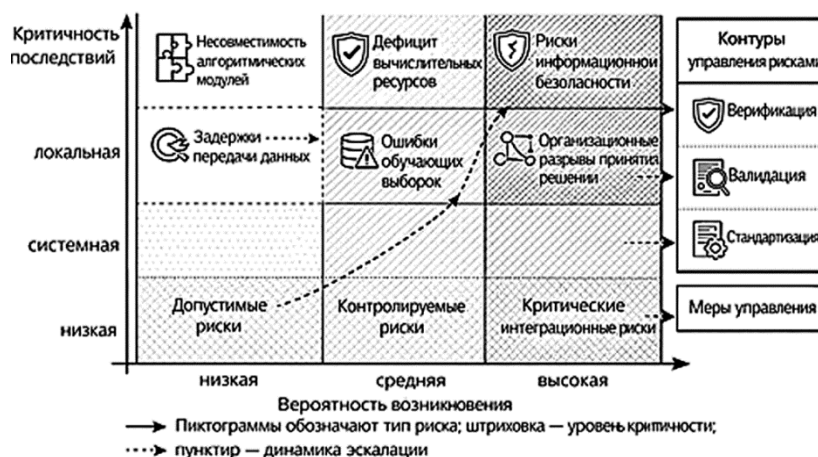 Критичность
последствий
Несовместимость
алгоритмических
модулей
Дефицит
вычислительных
ресурсов
Риски
информационной
безопасности
Контуры
управления рисками
Верификация
локальная
Задержки
передачи данных
Ошибки
обучающих
выборок
Организационные
разрывы принятия
решении
Валидация
системная
Стандартизация
низкая
Допустимые
риски
Контролируемые
риски
Критические
интеграционные риски
Меры управления
низкая
средняя
высокая
Вероятность возникновения
Пиктограммы обозначают тип риска; штриховка — уровень критичности;
пунктир — динамика эскалации